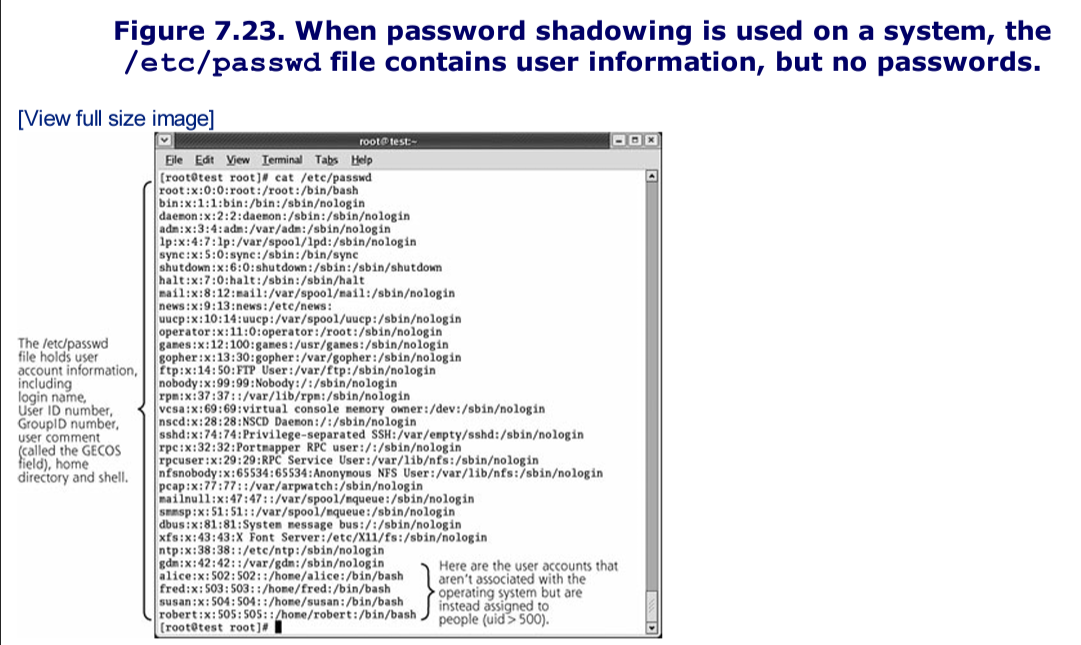 Figure 7.23. When password shadowing is used on a system, the
/etc/passwd file contains user information, but no passwords.
[View full size image]
root@test:~
File Edit View Terminal Tabs Help
[root@test root]# cat /etc/passwd
root:x:0:0:root:/root:/bin/bash
bin:x:1:1:bin:/bin:/sbin/nologin
daemon:x:2:2:daemon:/sbin:/sbin/nologin
adm:x:3:4:adm:/var/adm:/sbin/nologin
lp:x:4:7:lp:/var/spool/lpd:/sbin/nologin
sync:x:5:0:sync:/sbin:/bin/sync
shutdown:x:6:0:shutdown:/sbin:/sbin/shutdown
halt:x:7:0:halt:/sbin:/sbin/halt
mail:x:8:12:mail:/var/spool/mail:/sbin/nologin
news:x:9:13:news:/etc/news:
uucp:x:10:14:uucp:/var/spool/uucp:/sbin/nologin
operator:x:11:0:operator:/root:/sbin/nologin
games:x:12:100:games:/usr/games:/sbin/nologin
gopher:x:13:30:gopher:/var/gopher:/sbin/nologin
ftp:x:14:50:FTP User:/var/ftp:/sbin/nologin
nobody:x:99:99:Nobody:/:/sbin/nologin
rpm:x:37:37::/var/lib/rpm:/sbin/nologin
vcsa:x:69:69:virtual console memory owner:/dev:/sbin/nologin
nscd:x:28:28:NSCD Daemon:/:/sbin/nologin
sshd:x:74:74:Privilege-separated SSH:/var/empty/sshd:/sbin/nologin
rpc:x:32:32:Portmapper RPC user:/:/sbin/nologin
rpcuser:x:29:29:RPC Service User:/var/lib/nfs:/sbin/nologin
nfsnobody:x:65534:65534:Anonymous NFS User:/var/lib/nfs:/sbin/nologin
pcap:x:77:77::/var/arpwatch:/sbin/nologin
mailnull:x:47:47::/var/spool/mqueue:/sbin/nologin
smmsp:x:51:51::/var/spool/mqueue:/sbin/nologin
dbus:x:81:81:System message bus:/:/sbin/nologin
xfs:x:43:43:X Font Server:/etc/X11/fs:/sbin/nologin
ntp:x:38:38::/etc/ntp:/sbin/nologin
gdm:x:42:42::/var/gdm:/sbin/nologin
alice:x:502:502::/home/alice:/bin/bash
fred:x:503:503::/home/fred:/bin/bash
susan:x:504:504::/home/susan:/bin/bash
robert:x:505:505::/home/robert:/bin/bash
[root@test root]#
The /etc/passwd
file holds user
account information,
including
login name,
User ID number,
GroupID number,
user comment
(called the GECOS
field), home
directory and shell.
Here are the user accounts that
aren't associated with the
operating system but are
instead assigned to
people (uid > 500).